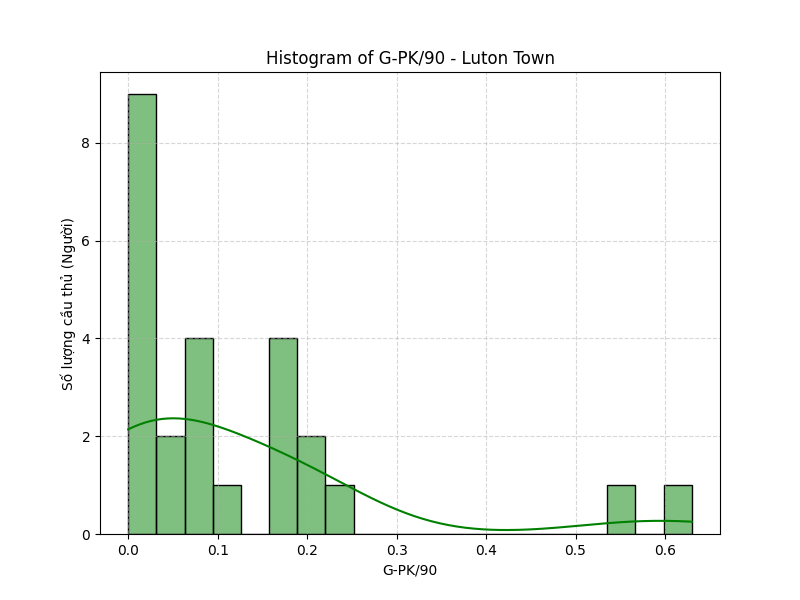 Histogram of G-PK/90 - Luton Town
Số lượng cầu thủ (Người)
8
6
4
2
0
0.0 0.1 0.2 0.3 0.4 0.5 0.6
G-PK/90